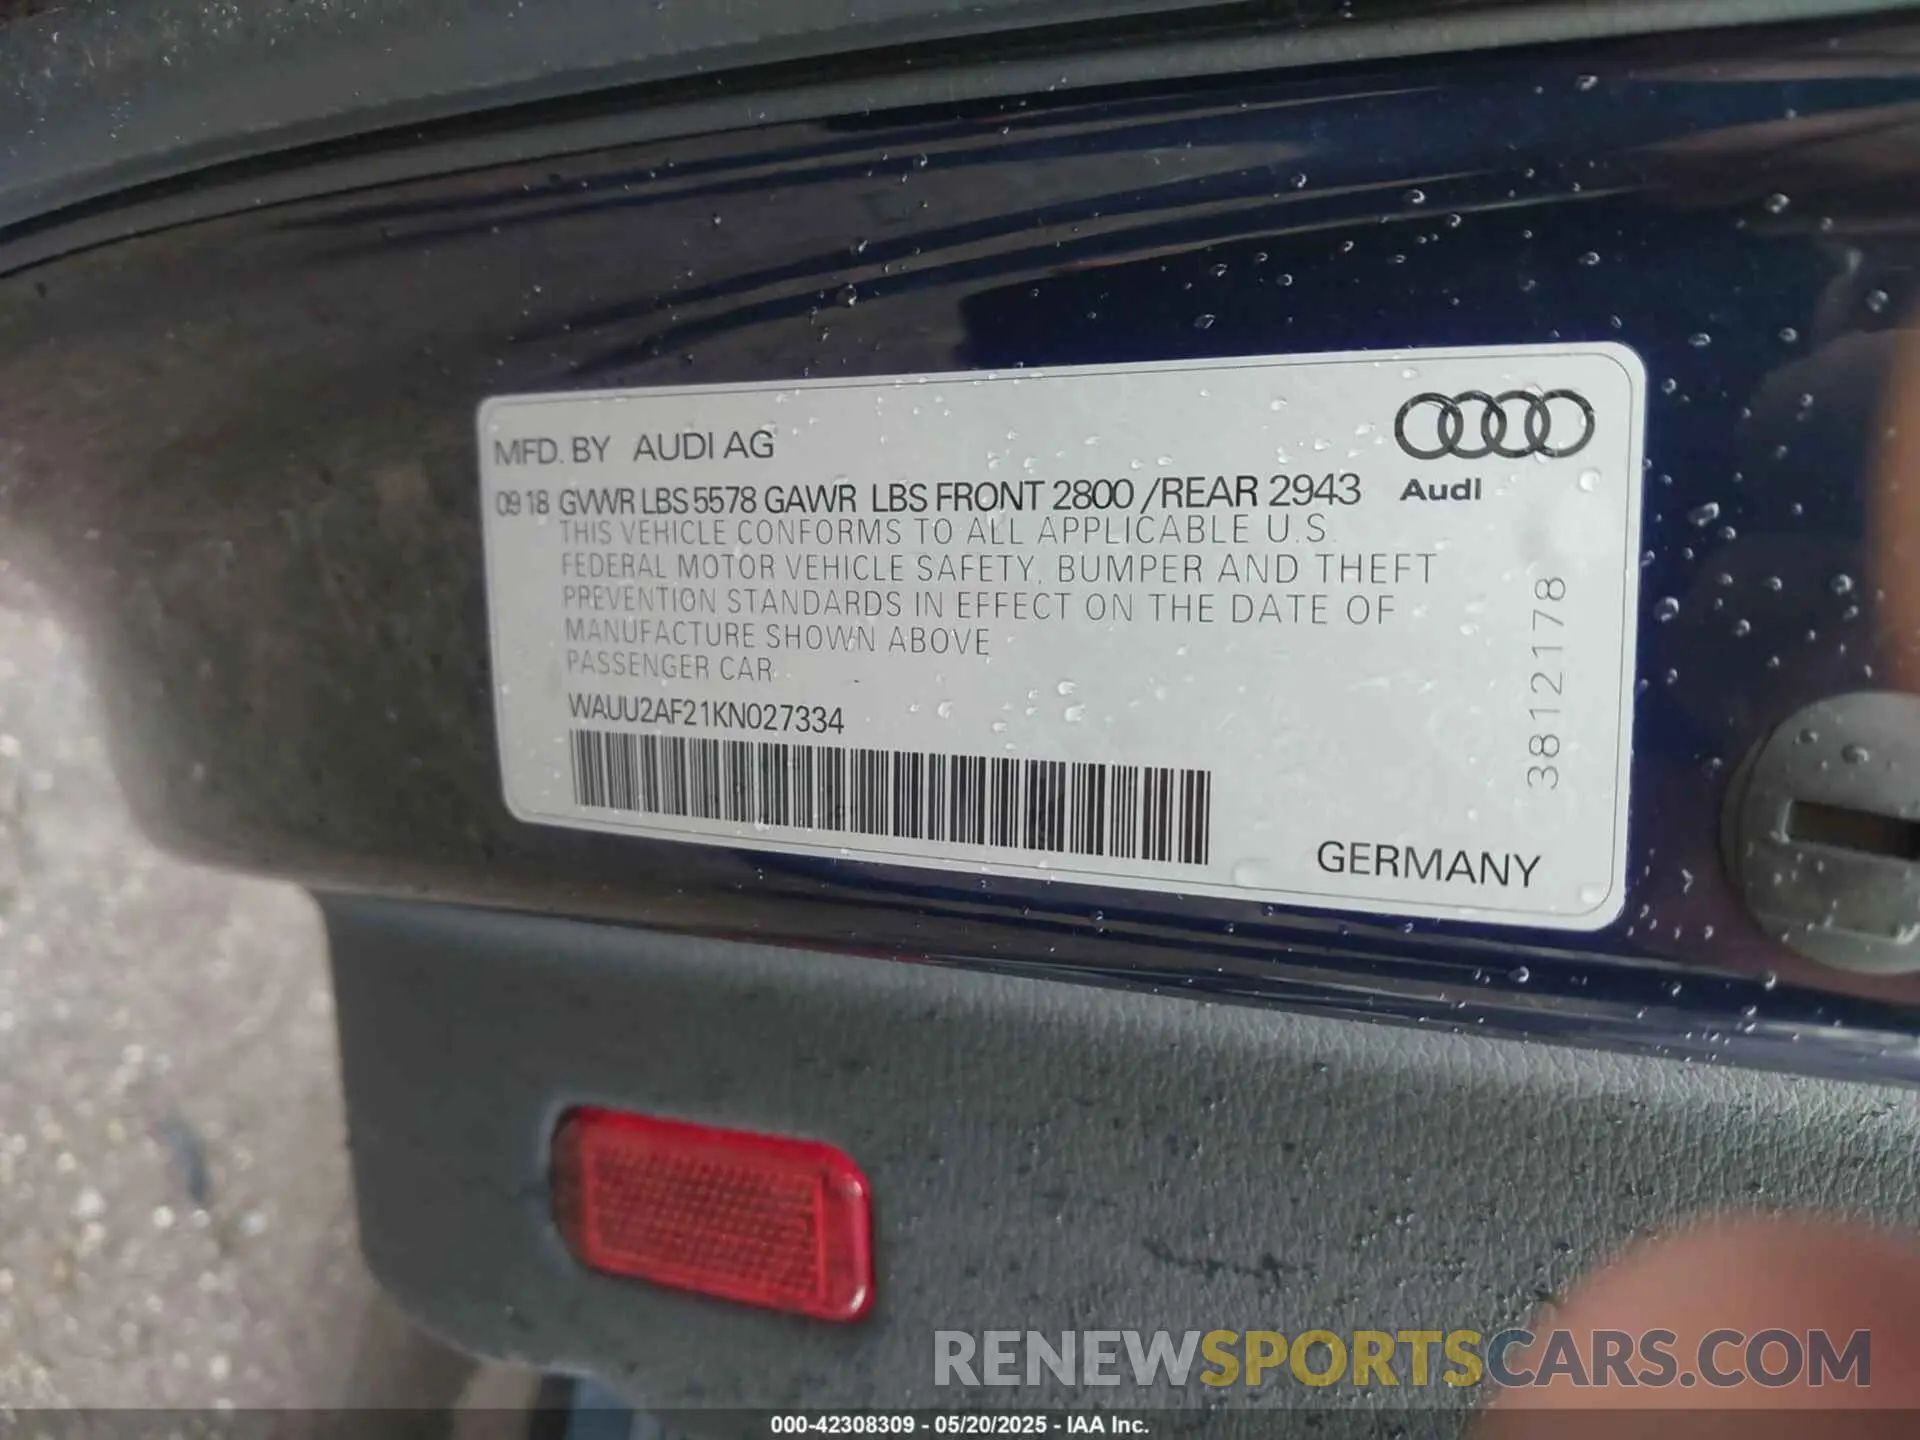 MFD. BY AUDI AG
09 18 GVWR LBS 5578 GAWR LBS FRONT 2800 /REAR 2943
Audi
THIS VEHICLE CONFORMS TO ALL APPLICABLE U.S.
FEDERAL MOTOR VEHICLE SAFETY, BUMPER AND THEFT
PREVENTION STANDARDS IN EFFECT ON THE DATE OF
MANUFACTURE SHOWN ABOVE
PASSENGER CAR
WAUU2AF21KN027334
3812178
GERMANY
RENEWSPORTSCARS.COM
000-42308309 - 05/20/2025 - IAA Inc.